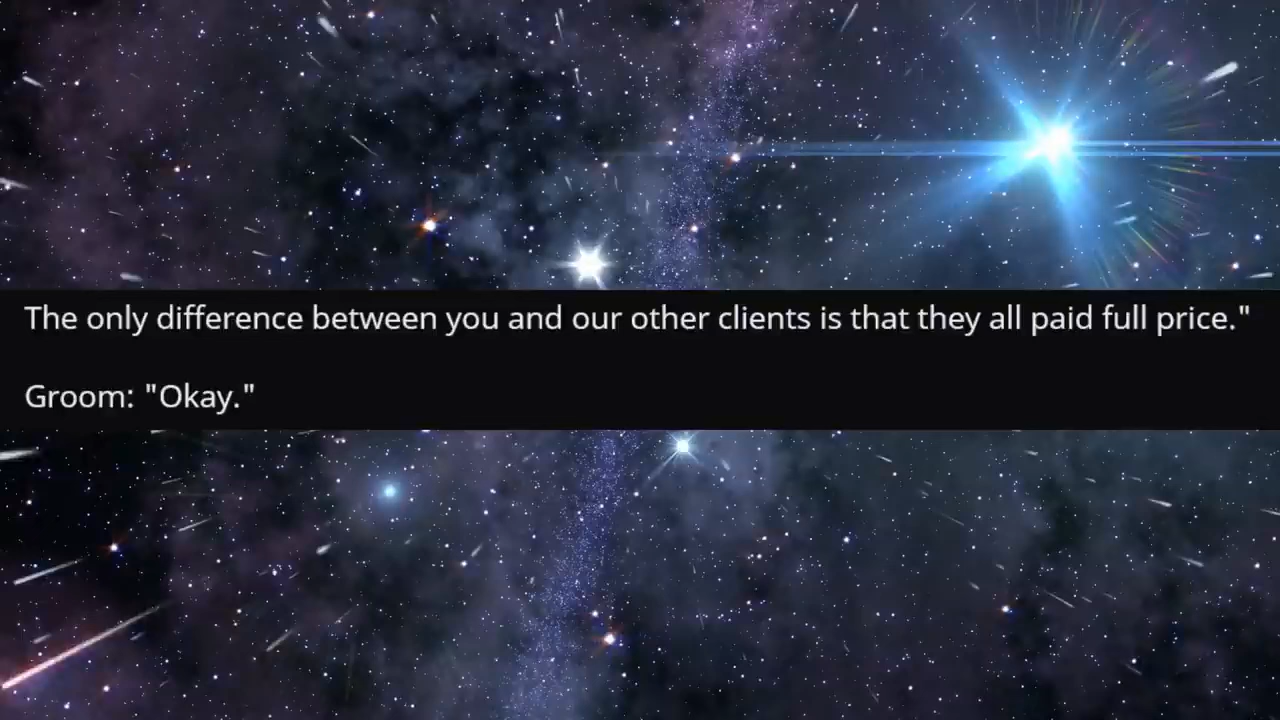 The only difference between you and our other clients is that they all paid full price."
Groom: "Okay."